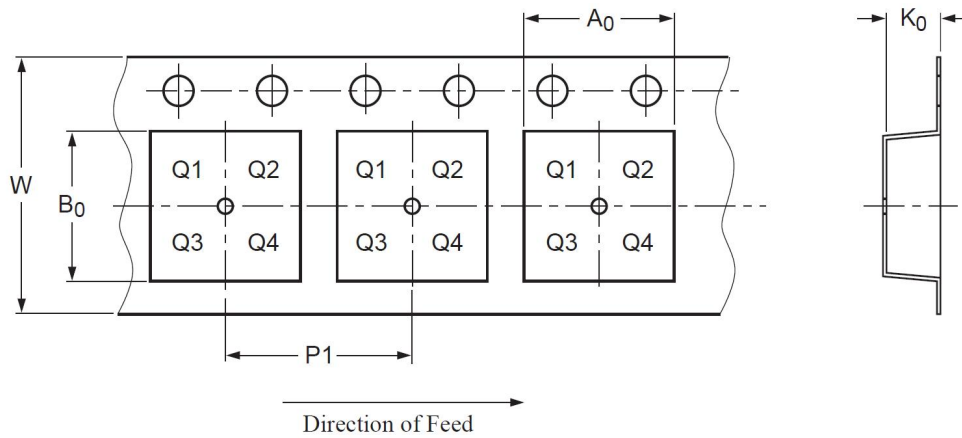 A0
K0
W
B0
Q1 Q2 Q1 Q2 Q1 Q2
Q3 Q4 Q3 Q4 Q3 Q4
P1
Direction of Feed